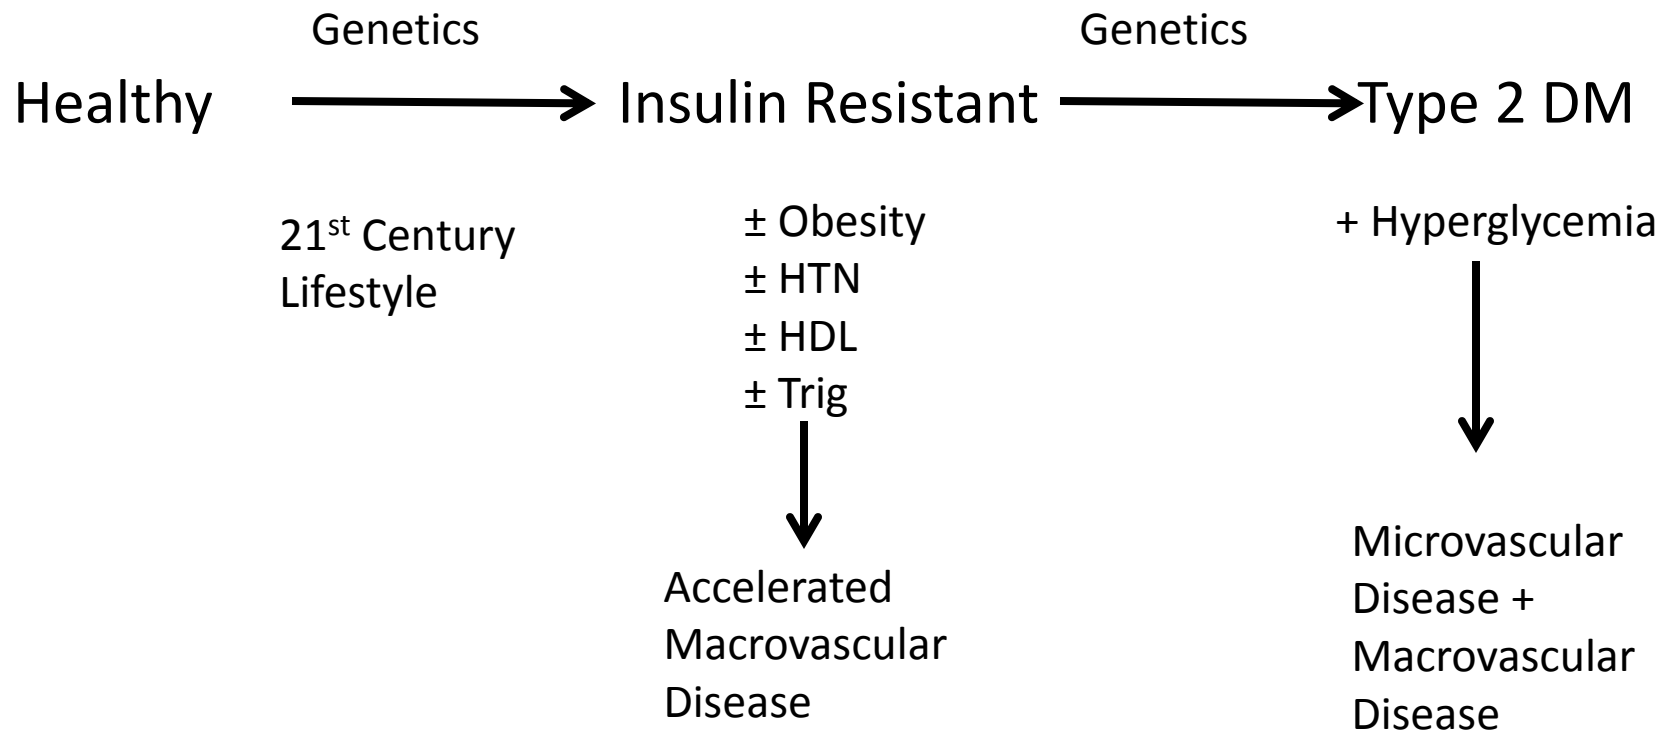 Genetics
Genetics
Healthy
Insulin Resistant
Type 2 DM
21st Century
Lifestyle
± Obesity
± HTN
± HDL
± Trig
+ Hyperglycemia
Accelerated
Macrovascular
Disease
Microvascular
Disease +
Macrovascular
Disease